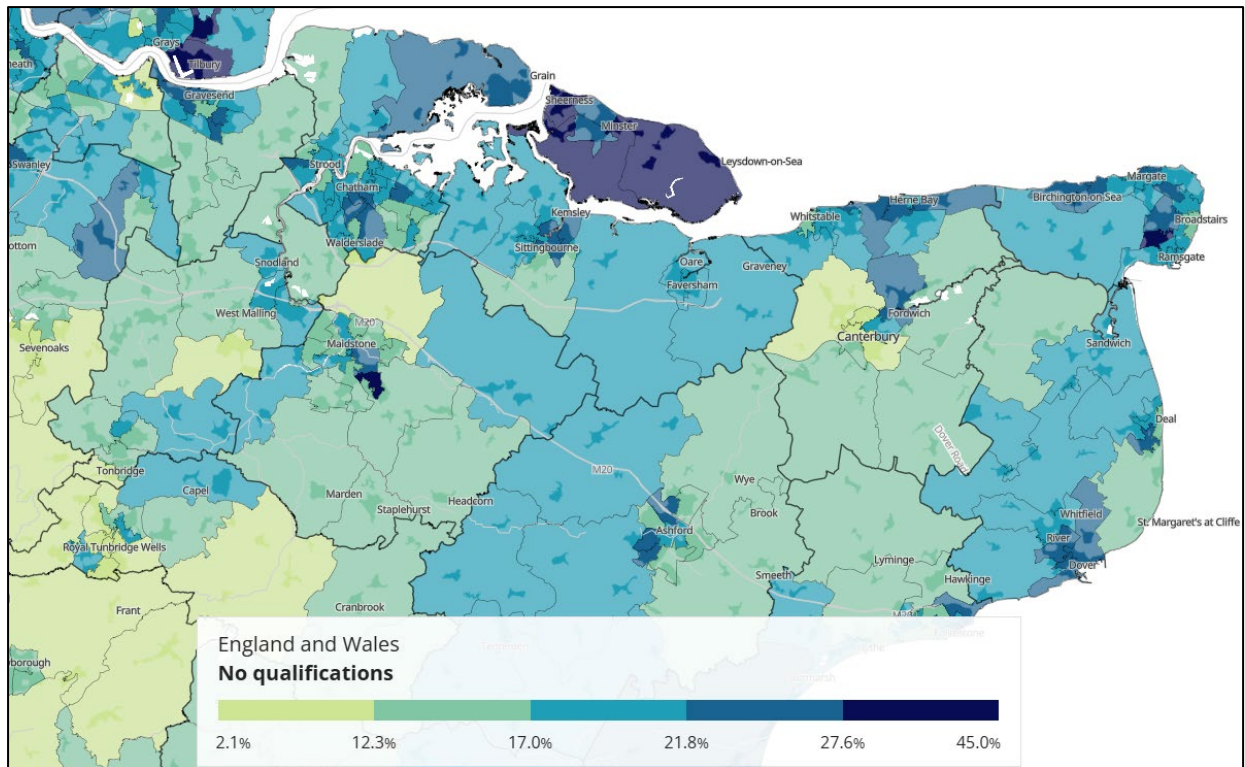 Grain
Grays
neath
Tilbury
Sheerness
Gravesend
Minster
Leysdown-on-Sea
Swanley
Strood
Margate
Chatham
Birchington-on-Sea
Herne Bay
Kemsley
Whitstable
Broadstairs
ottom
Walderslade
Sittingbourne
Ramsgate
Snodland
Oare
Graveney
Faversham
West Malling
Fordwich
M20
Canterbury
Sevenoaks
Maidstone
Sandwich
Deal
Dover Road
Tonbridge
M20
Capel
Wye
Marden
Headcorn
Staplehurst
Brook
Whitfield
St. Margaret's at Cliffe
Ashford
River
Royal Tunbridge Wells
Lyminge
Dover
Smeeth
Hawkinge
Frant
Cranbrook
England and Wales
No qualifications
2.1% 12.3% 17.0% 21.8% 27.6% 45.0%
yborough